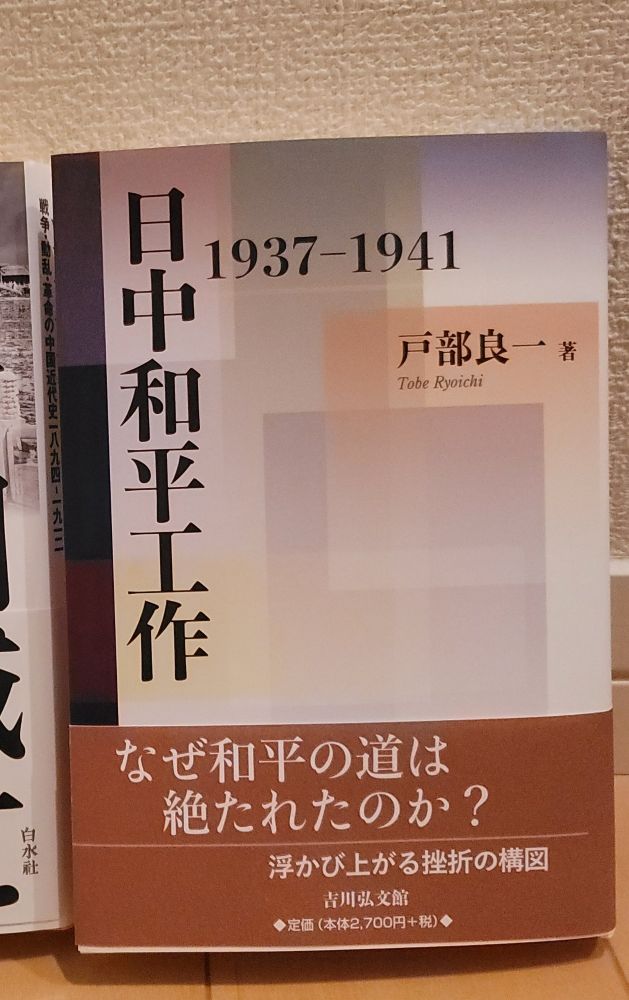 日中和平工作
1937–1941
戸部良一 著
Tobe Ryoichi
なぜ和平の道は
絶たれたのか?
浮かび上がる挫折の構図
吉川弘文館
◆定価(本体2,700円+税)◆
戦争・動乱・革命の中国近代史一八九四-一九一二
白水社